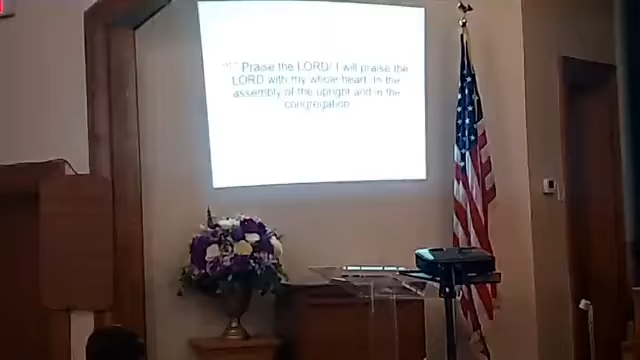 Praise the LORD! I will praise the
LORD with my whole heart. In the
assembly of the upright and in the
congregation.